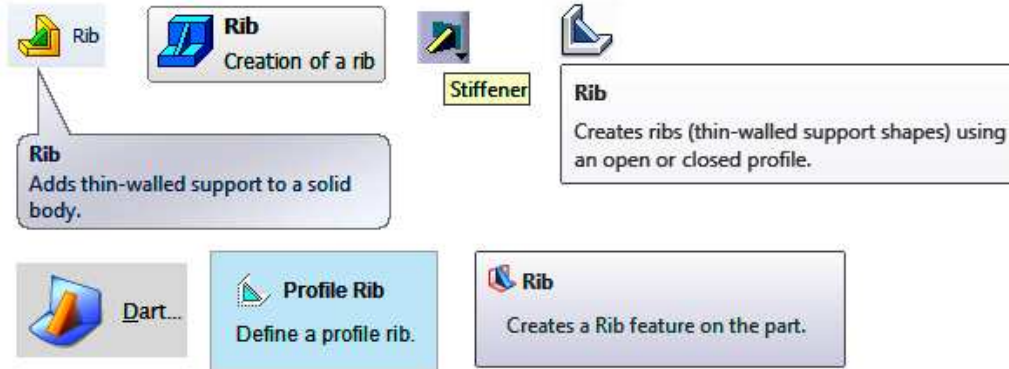 Rib
Rib
Creation of a rib
Stiffener
Rib
Creates ribs (thin-walled support shapes) using
an open or closed profile.
Rib
Adds thin-walled support to a solid
body.
Dart...
Profile Rib
Define a profile rib.
Rib
Creates a Rib feature on the part.